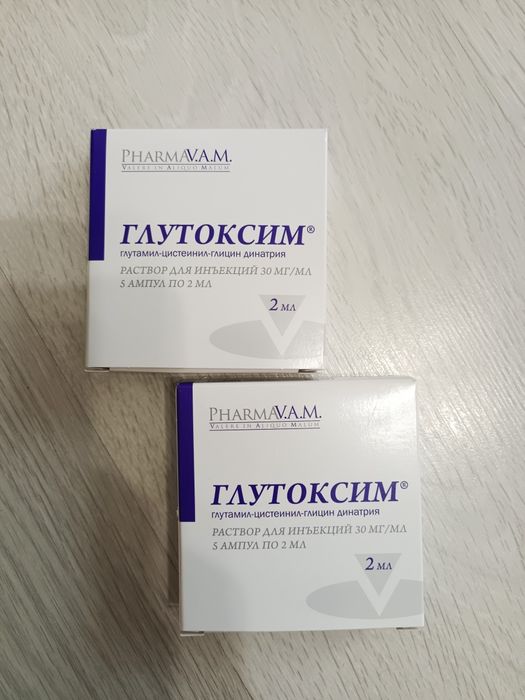 PHARMAV.A.M.
VALERE IN ALIQUO MALUM
ГЛУТОКСИМ®
глутамил-цистеинил-глицин динатрия
РАСТВОР ДЛЯ ИНЪЕКЦИЙ 30 МГ/МЛ
5 АМПУЛ ПО 2 МЛ
2 МЛ
PHARMAV.A.M.
VALERE IN ALIQUO MALUM
ГЛУТОКСИМ®
глутамил-цистеинил-глицин динатрия
РАСТВОР ДЛЯ ИНЪЕКЦИЙ 30 МГ/МЛ
5 АМПУЛ ПО 2 МЛ
2 МЛ